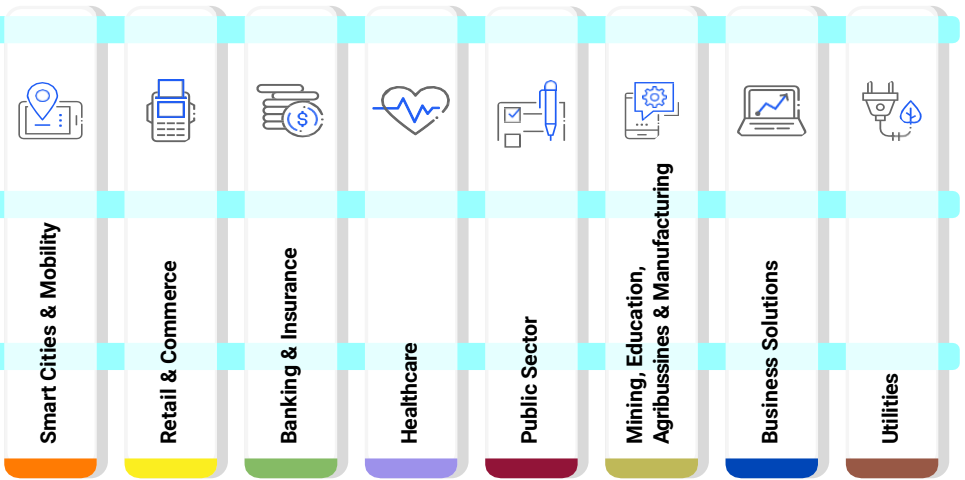 Smart Cities & Mobility
Retail & Commerce
Banking & Insurance
Healthcare
Public Sector
Mining, Education,
Agribussines & Manufacturing
Business Solutions
Utilities